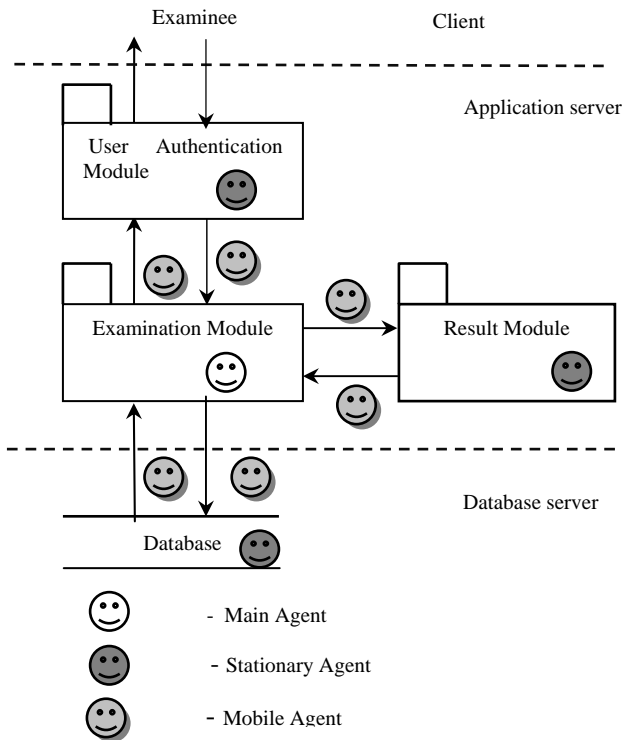 Examinee
Client
Application server
User Authentication
Module
Examination Module
Result Module
Database server
Database
- Main Agent
- Stationary Agent
- Mobile Agent